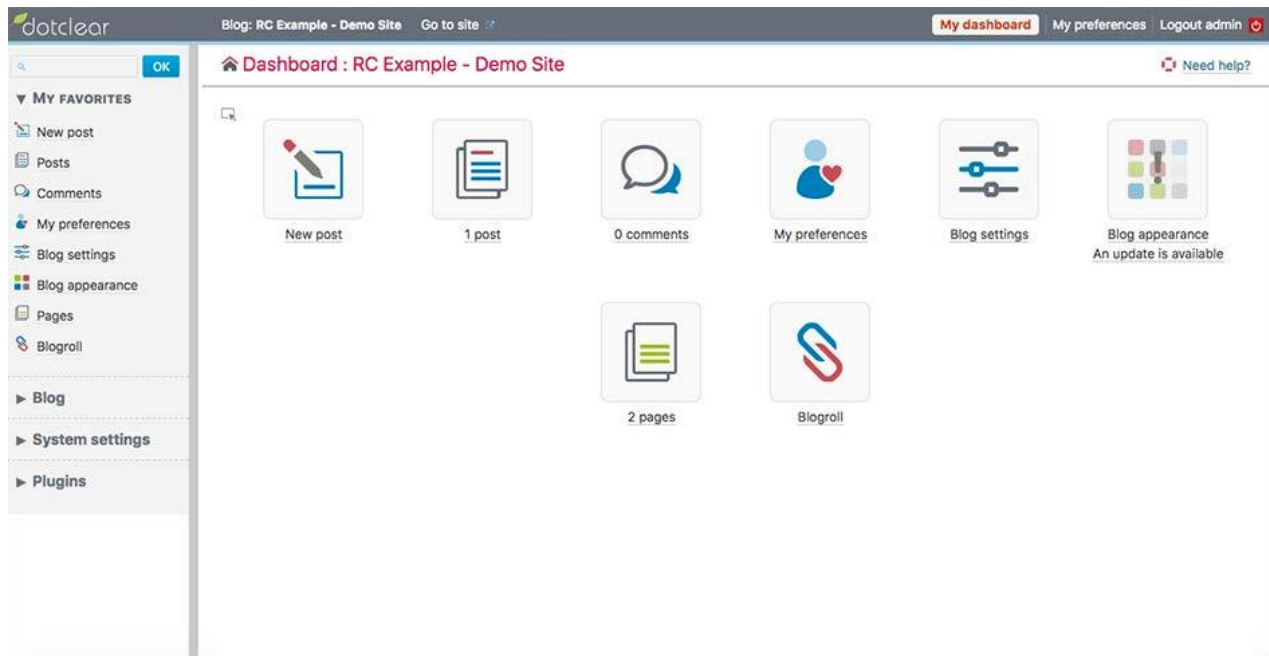 dotclear Blog: RC Example - Demo Site Go to site My dashboard My preferences Logout admin
OK
Dashboard : RC Example - Demo Site Need help?
▼ MY FAVORITES
New post
Posts
Comments
My preferences
Blog settings
Blog appearance
Pages
Blogroll
► Blog
► System settings
► Plugins
New post 1 post 0 comments My preferences Blog settings Blog appearance
An update is available
2 pages Blogroll